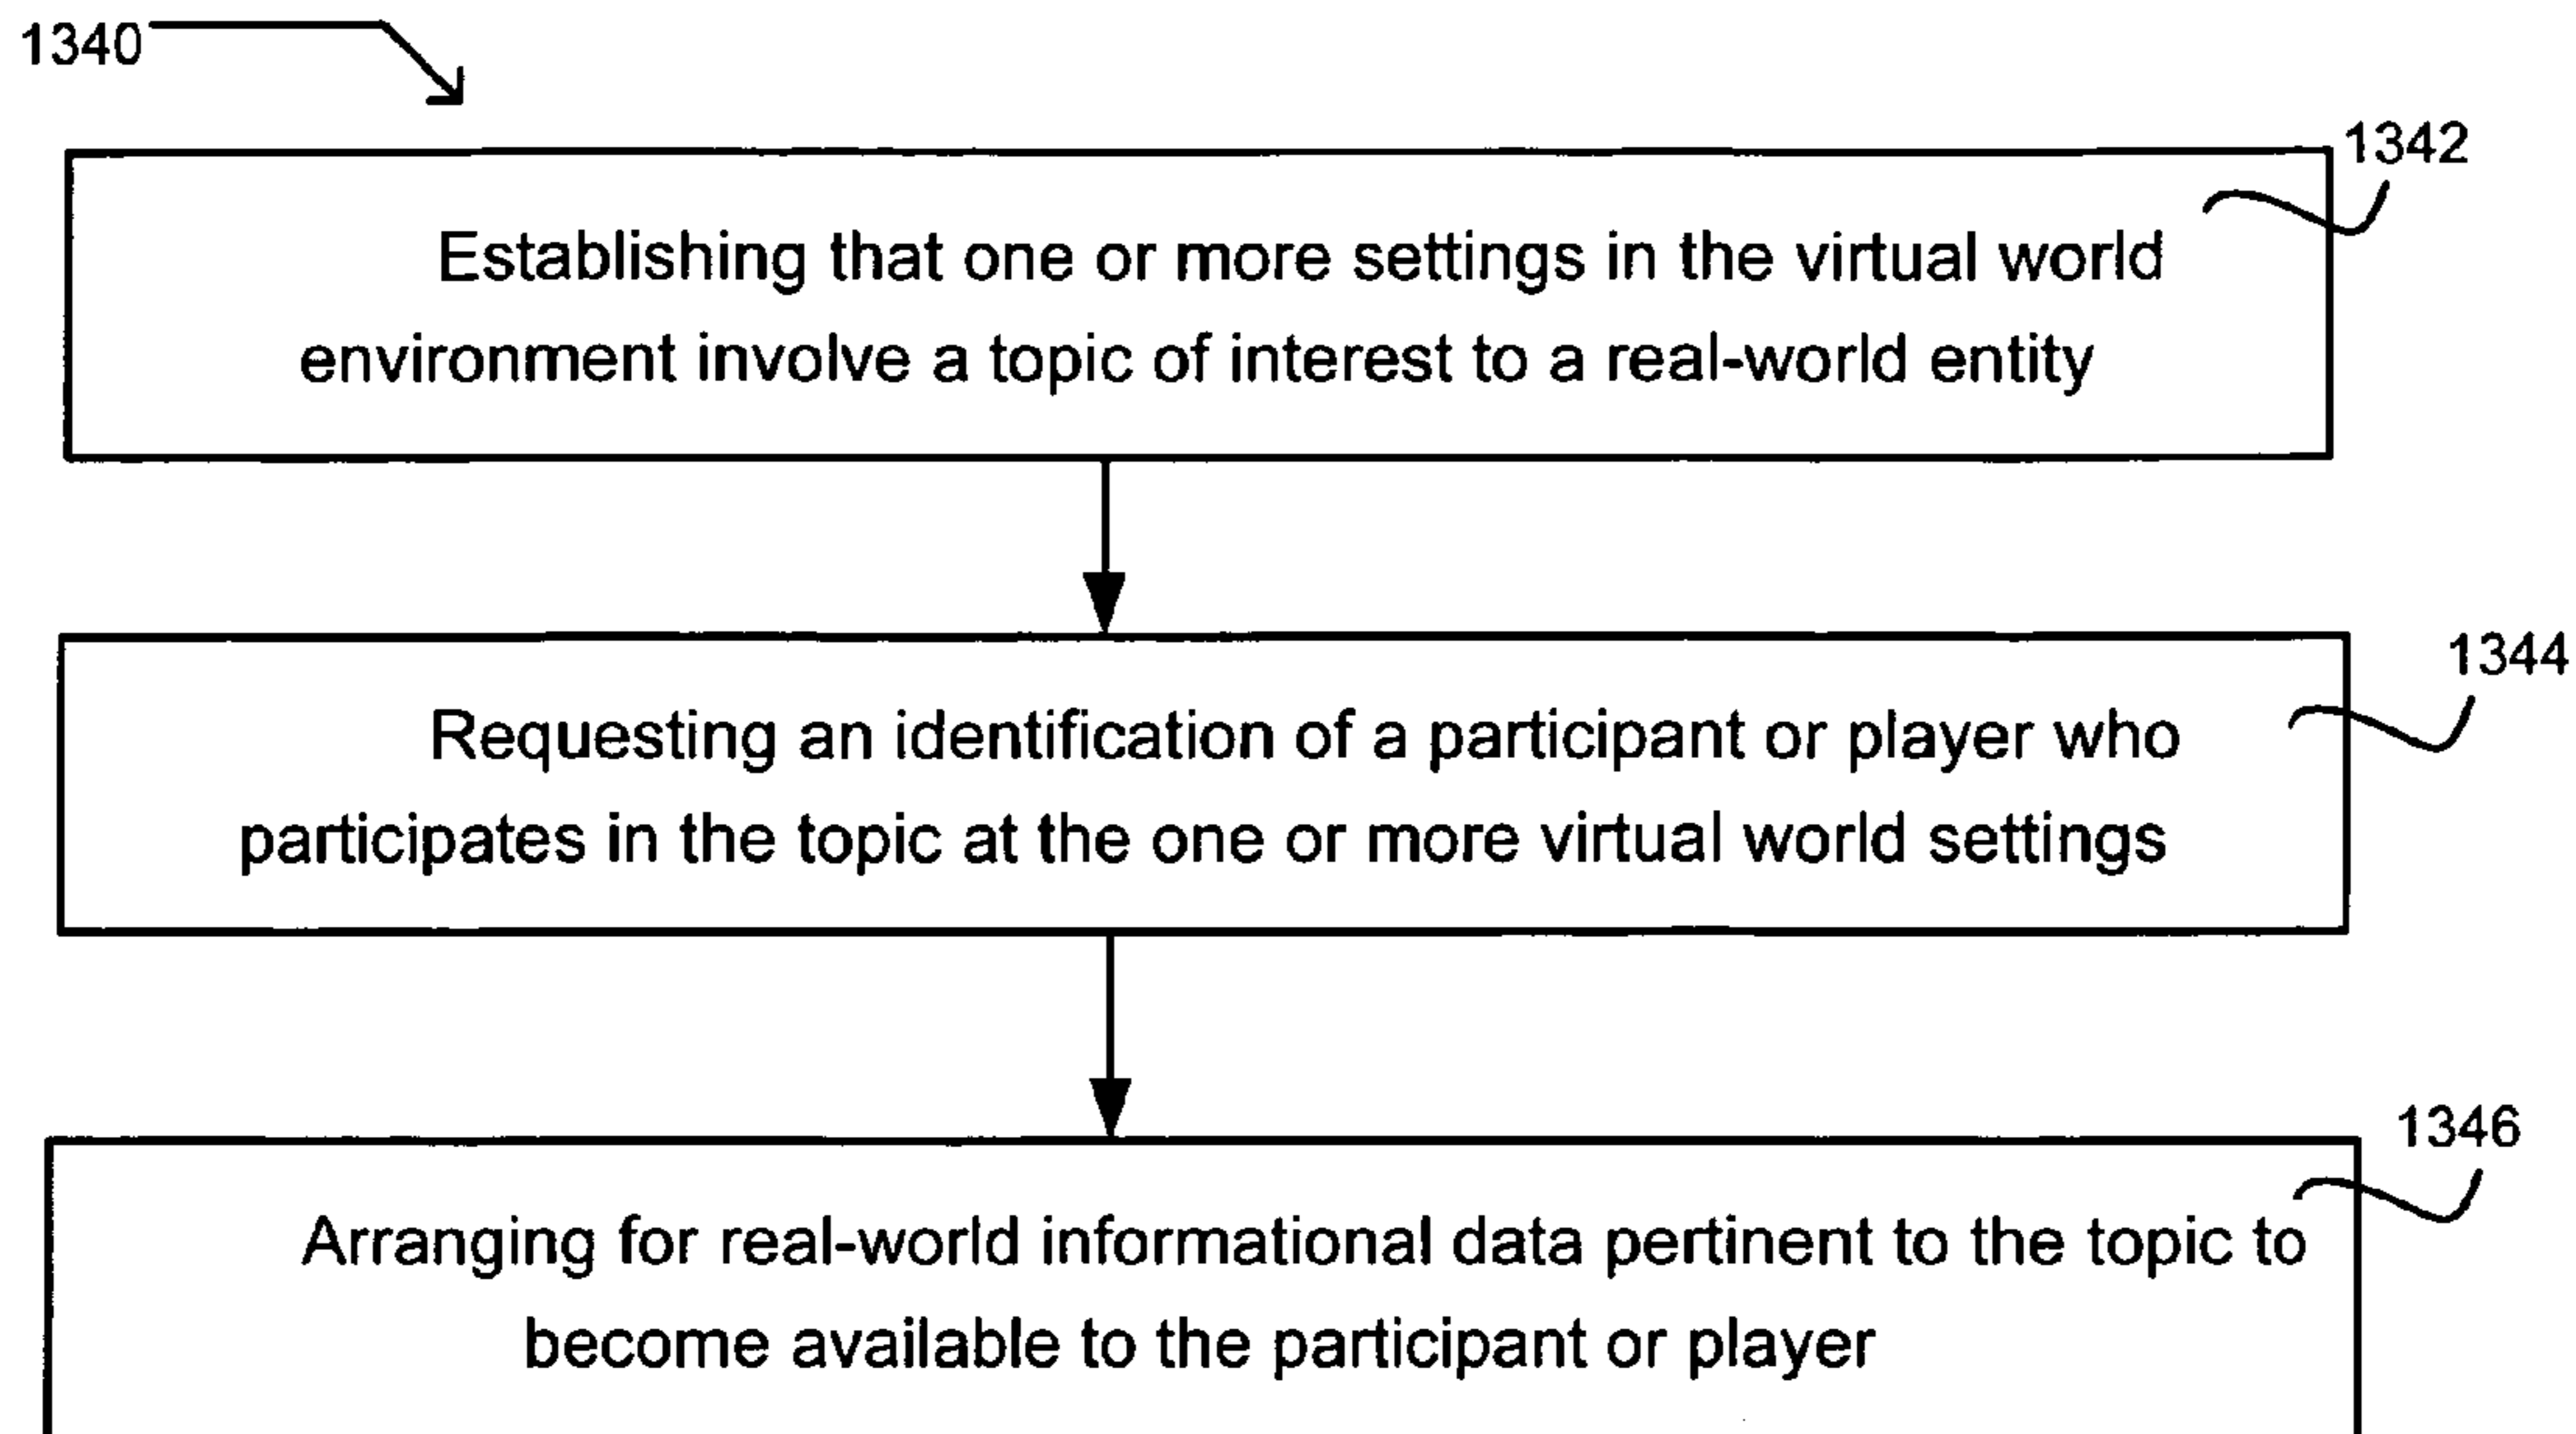 1340
1342
Establishing that one or more settings in the virtual world
environment involve a topic of interest to a real-world entity
1344
Requesting an identification of a participant or player who
participates in the topic at the one or more virtual world settings
1346
Arranging for real-world informational data pertinent to the topic to
become available to the participant or player